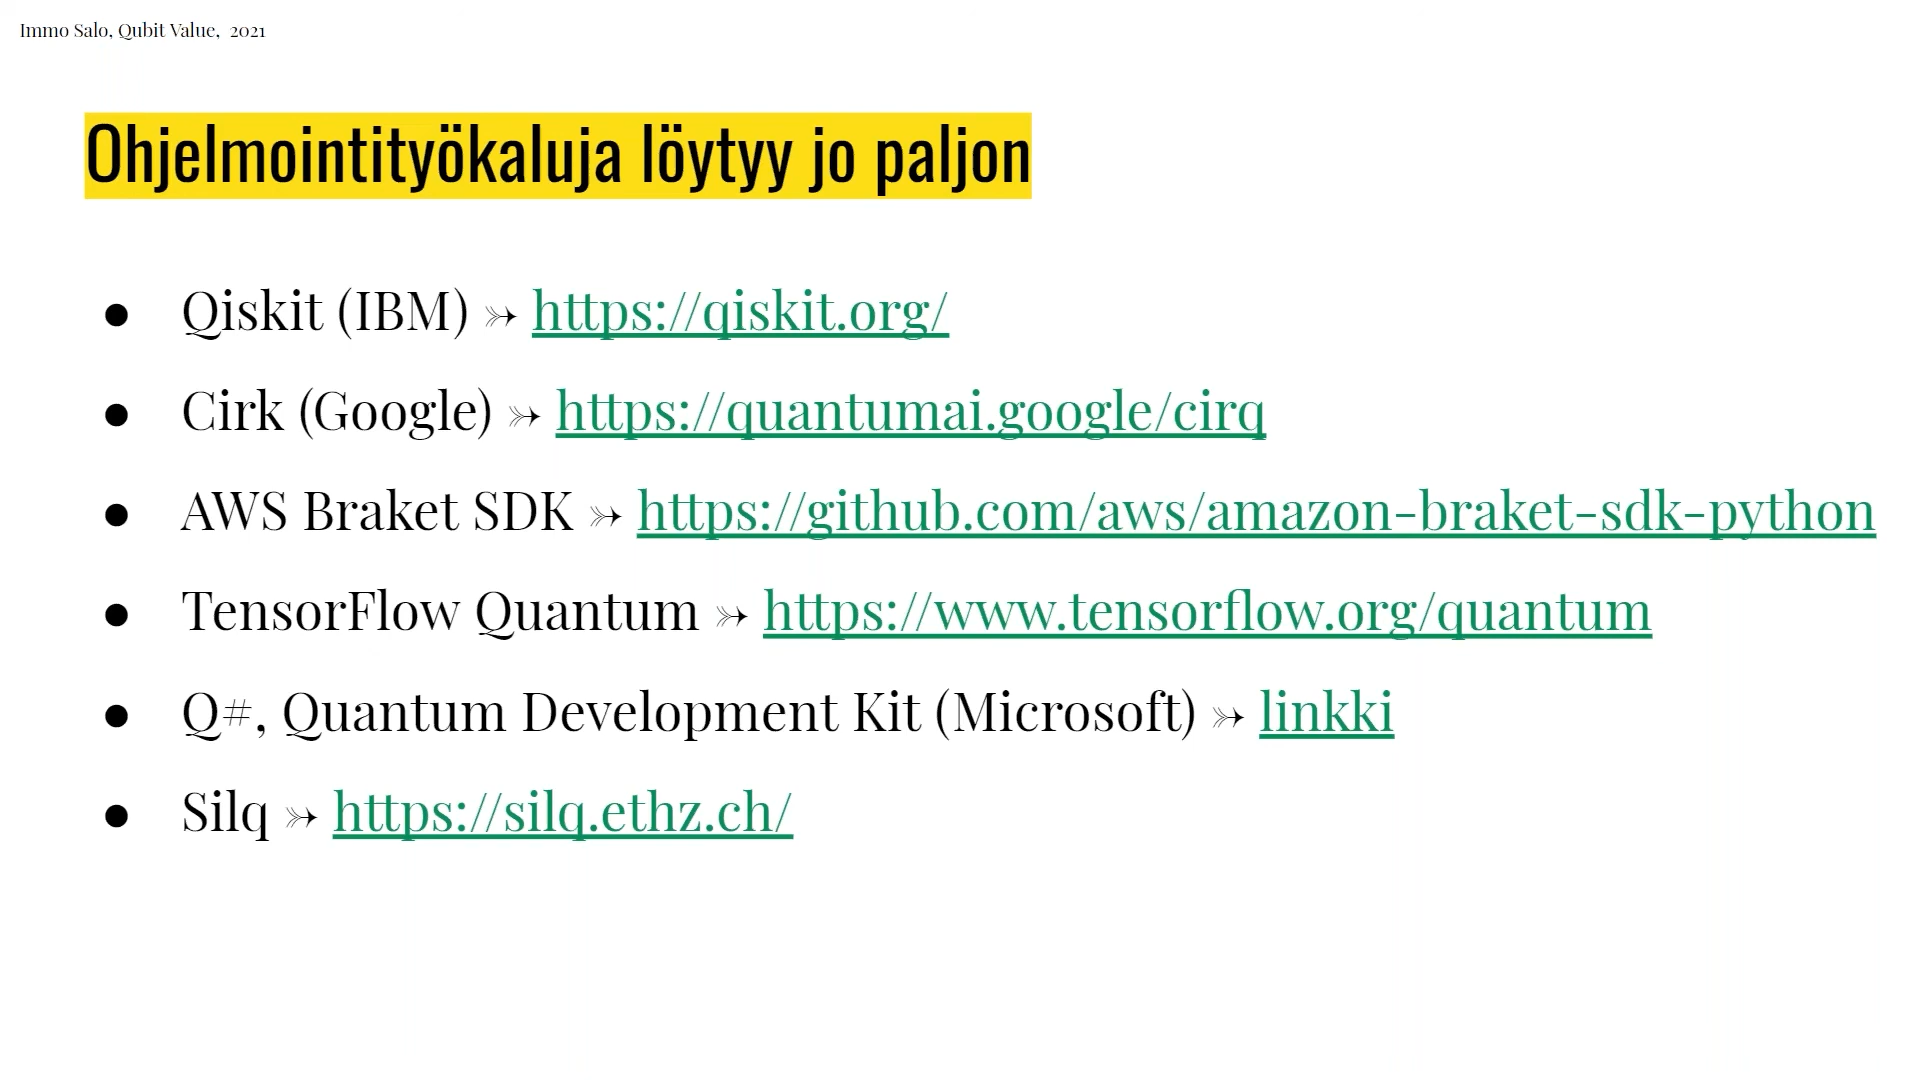 Immo Salo, Qubit Value, 2021
Ohjelmointityökaluja löytyy jo paljon
● Qiskit (IBM) ⤖ https://qiskit.org/
● Cirk (Google) ⤖ https://quantumai.google/cirq
● AWS Braket SDK ⤖ https://github.com/aws/amazon-braket-sdk-python
● TensorFlow Quantum ⤖ https://www.tensorflow.org/quantum
● Q#, Quantum Development Kit (Microsoft) ⤖ linkki
● Silq ⤖ https://silq.ethz.ch/